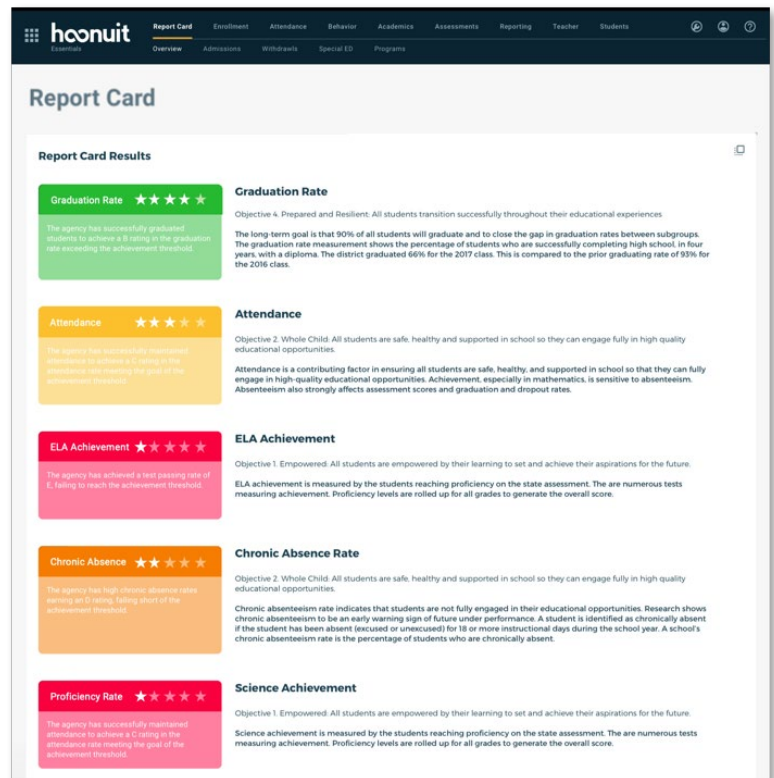 hoonuit
Essentials
Report Card Enrollment Attendance Behavior Academics Assessments Reporting Teacher Students
Overview Admissions Withdrawls Special ED Programs
Report Card
Report Card Results
Graduation Rate
The agency has successfully graduated
students to achieve a B rating in the graduation
rate exceeding the achievement threshold.
Graduation Rate
Objective 4. Prepared and Resilient: All students transition successfully throughout their educational experiences
The long-term goal is that 90% of all students will graduate and to close the gap in graduation rates between subgroups.
The graduation rate measurement shows the percentage of students who are successfully completing high school, in four
years, with a diploma. The district graduated 66% for the 2017 class. This is compared to the prior graduating rate of 93% for
the 2016 class.
Attendance
The agency has successfully maintained
attendance to achieve a C rating in the
attendance rate meeting the goal of the
achievement threshold.
Attendance
Objective 2. Whole Child: All students are safe, healthy and supported in school so they can engage fully in high quality
educational opportunities.
Attendance is a contributing factor in ensuring all students are safe, healthy, and supported in school so that they can fully
engage in high-quality educational opportunities. Achievement, especially in mathematics, is sensitive to absenteeism.
Absenteeism also strongly affects assessment scores and graduation and dropout rates.
ELA Achievement
The agency has achieved a test passing rate of
E, failing to reach the achievement threshold.
ELA Achievement
Objective 1. Empowered: All students are empowered by their learning to set and achieve their aspirations for the future.
ELA achievement is measured by the students reaching proficiency on the state assessment. The are numerous tests
measuring achievement. Proficiency levels are rolled up for all grades to generate the overall score.
Chronic Absence
The agency has high chronic absence rates
earning an D rating, falling short of the
achievement threshold.
Chronic Absence Rate
Objective 2. Whole Child: All students are safe, healthy and supported in school so they can engage fully in high quality
educational opportunities.
Chronic absenteeism rate indicates that students are not fully engaged in their educational opportunities. Research shows
chronic absenteeism to be an early warning sign of future under performance. A student is identified as chronically absent
if the student has been absent (excused or unexcused) for 18 or more instructional days during the school year. A school's
chronic absenteeism rate is the percentage of students who are chronically absent.
Proficiency Rate
The agency has successfully maintained
attendance to achieve a C rating in the
attendance rate meeting the goal of the
achievement threshold.
Science Achievement
Objective 1. Empowered: All students are empowered by their learning to set and achieve their aspirations for the future.
Science achievement is measured by the students reaching proficiency on the state assessment. The are numerous tests
measuring achievement. Proficiency levels are rolled up for all grades to generate the overall score.